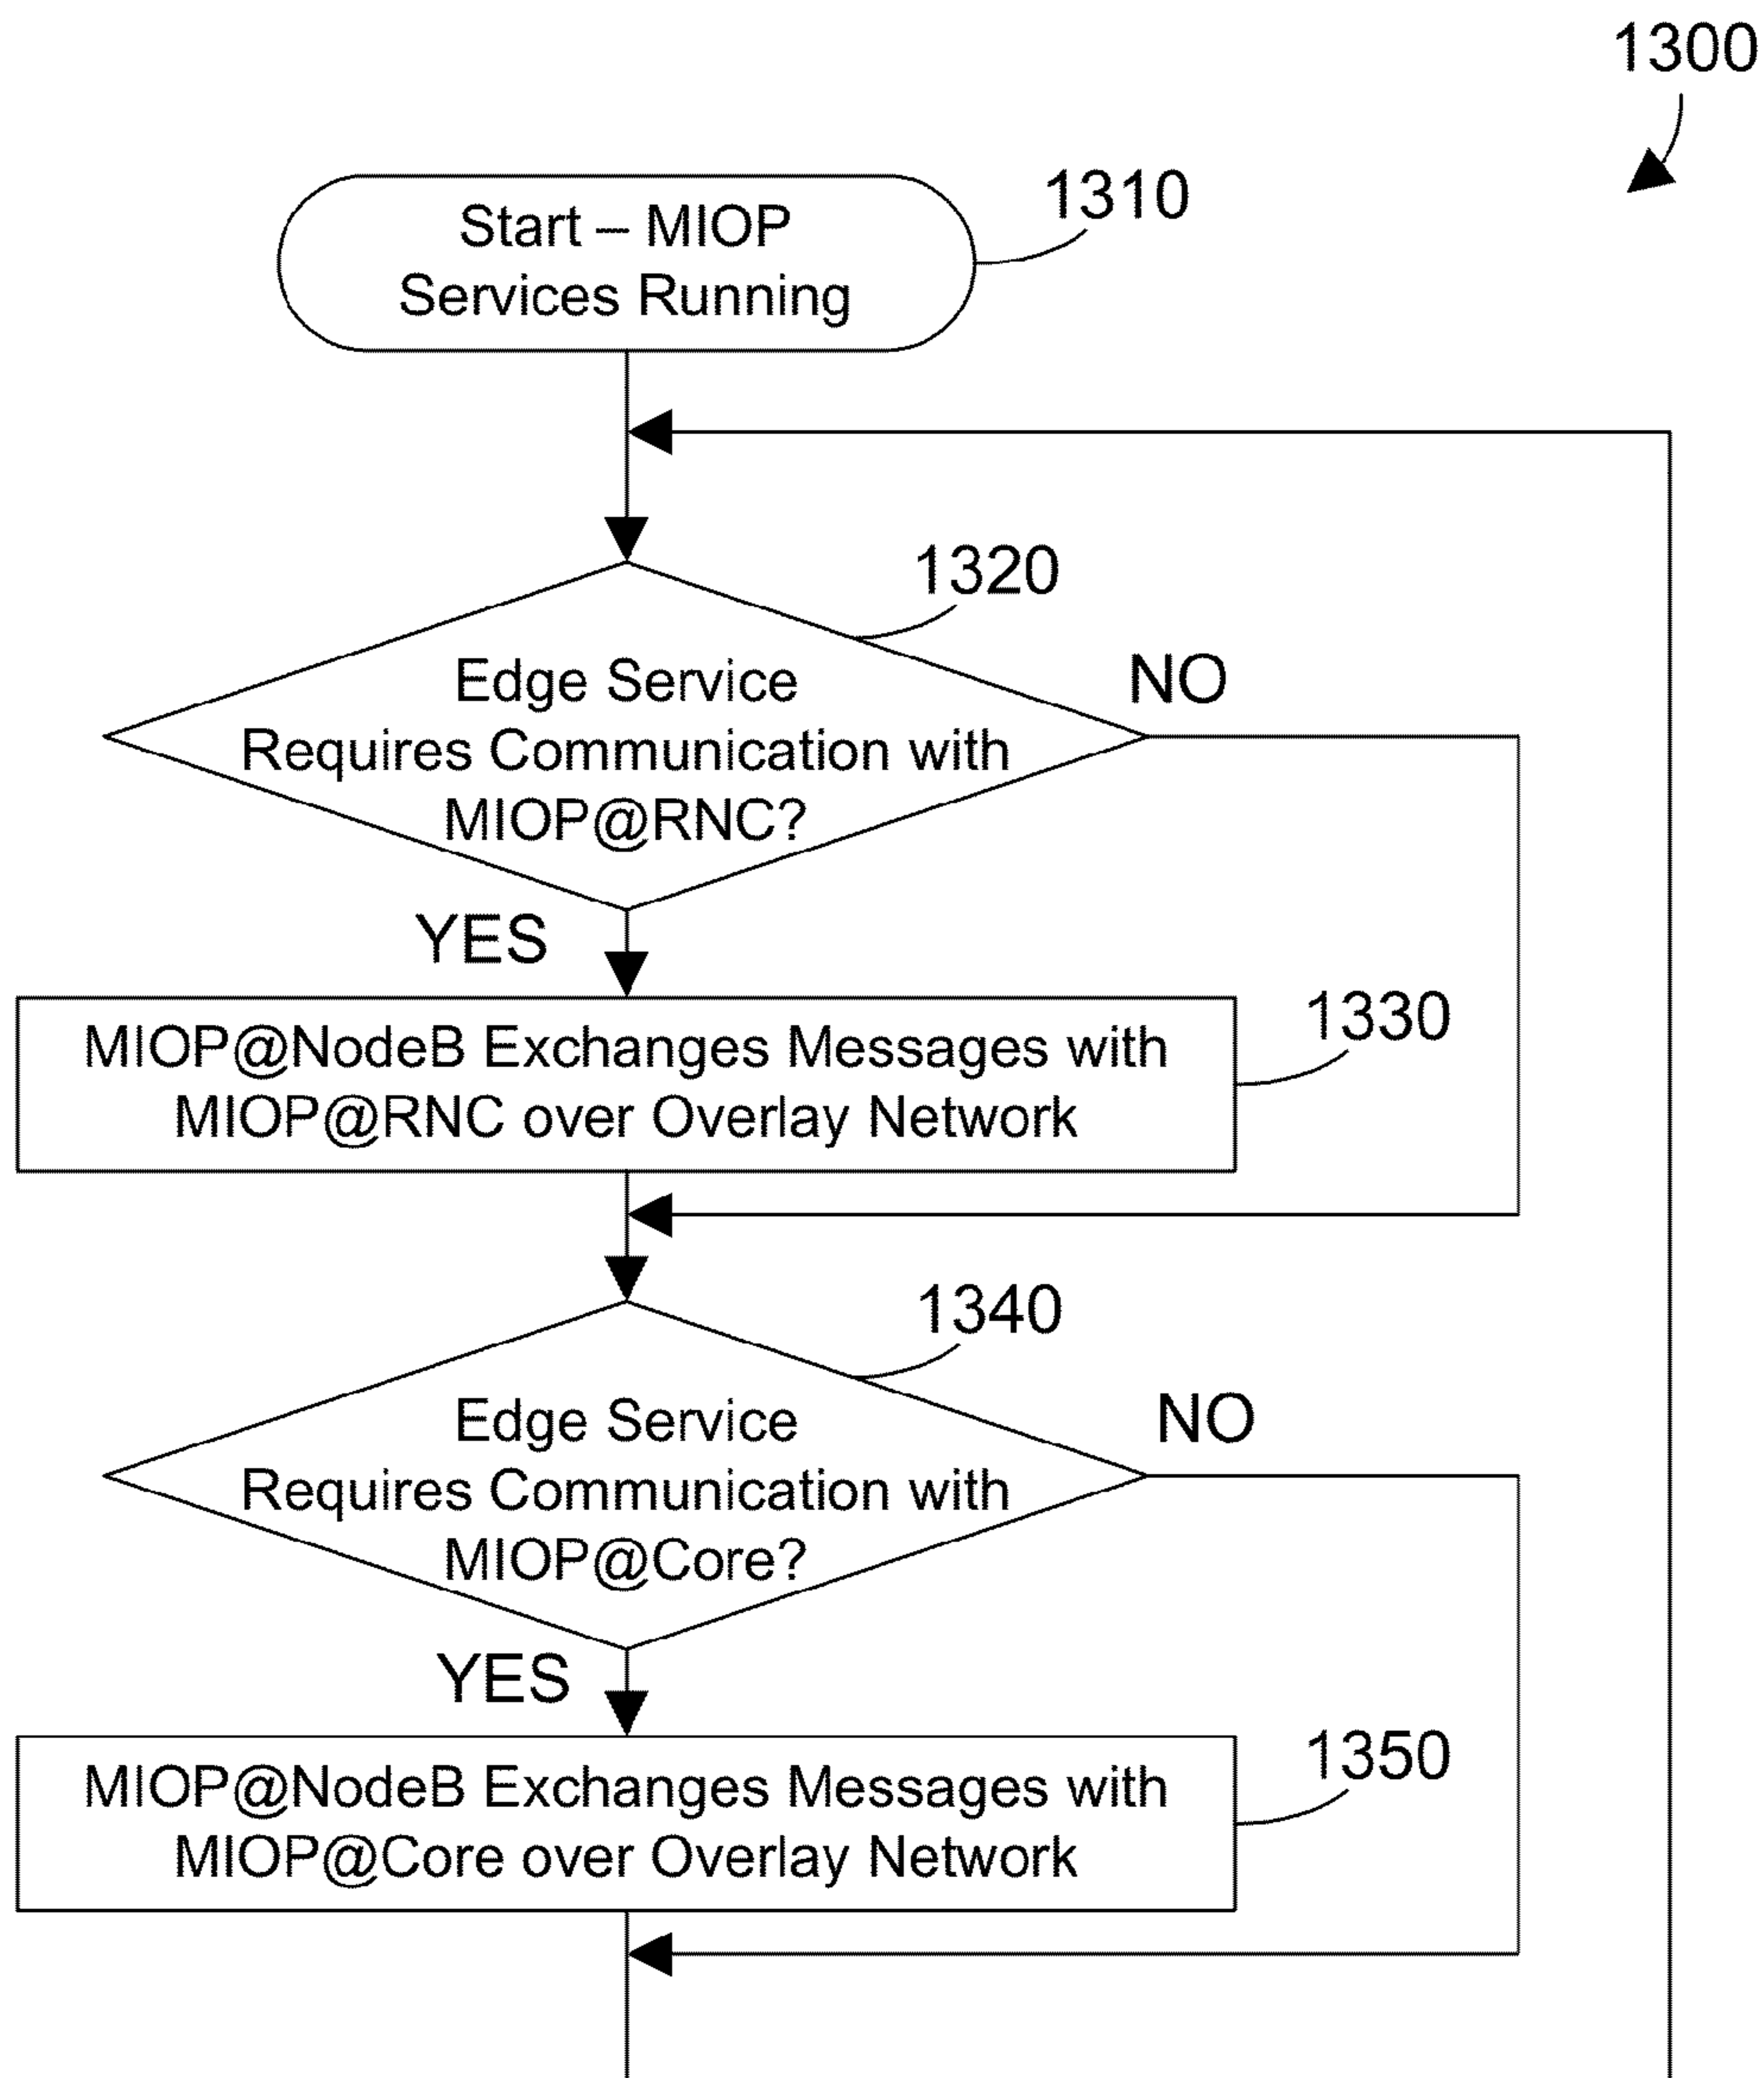 1300
1310
Start – MIOP
Services Running
1320
Edge Service
Requires Communication with
MIOP@RNC?
NO
YES
1330
MIOP@NodeB Exchanges Messages with
MIOP@RNC over Overlay Network
1340
Edge Service
Requires Communication with
MIOP@Core?
NO
YES
1350
MIOP@NodeB Exchanges Messages with
MIOP@Core over Overlay Network